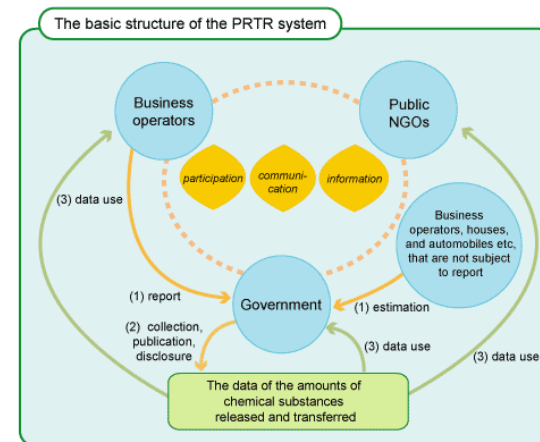 The basic structure of the PRTR system
Business
operators
Public
NGOs
participation
communi-
cation
information
(3) data use
Business
operators, houses,
and automobiles etc,
that are not subject
to report
(1) report
Government
(1) estimation
(2) collection,
publication,
disclosure
(3) data use
(3) data use
The data of the amounts of
chemical substances
released and transferred